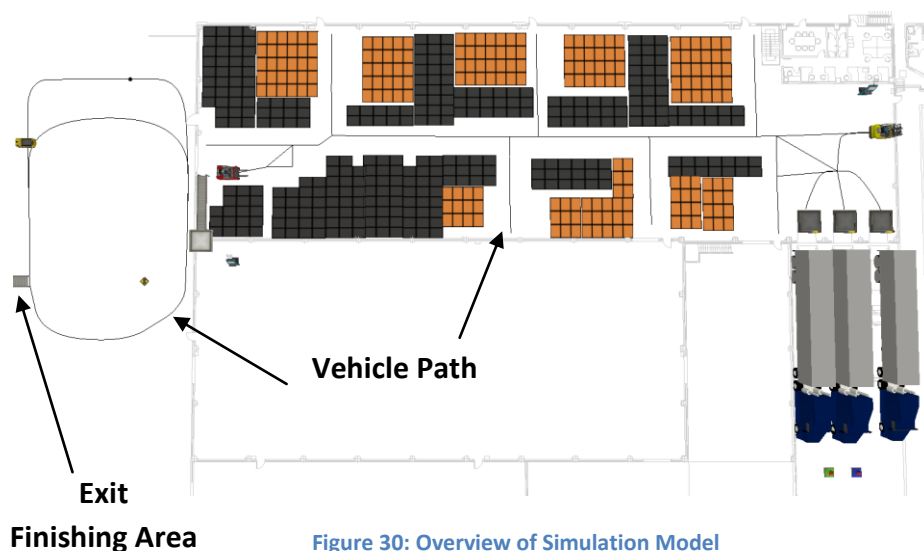 Vehicle Path
Exit
Finishing Area
Figure 30: Overview of Simulation Model